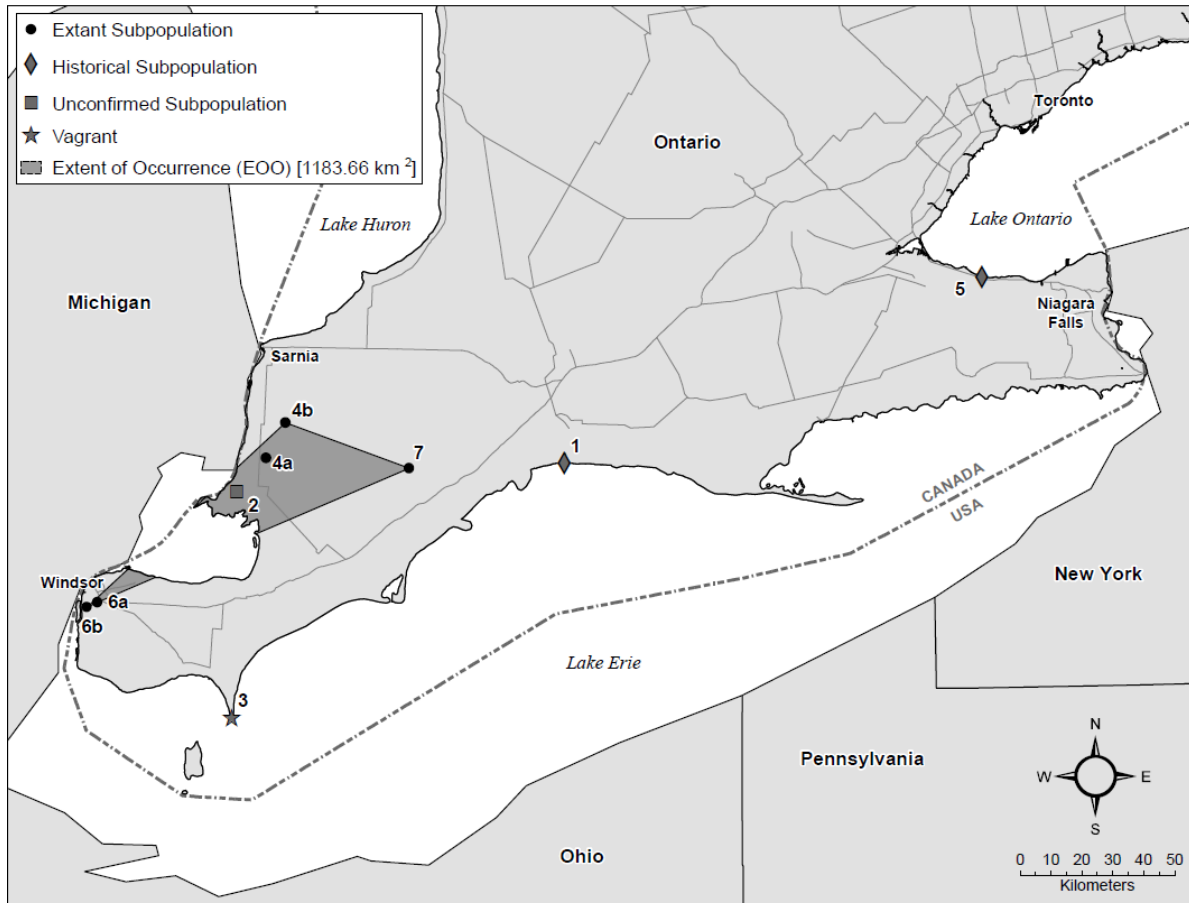 Extant Subpopulation
Historical Subpopulation
Unconfirmed Subpopulation
Vagrant
Extent of Occurrence (EOO) [1183.66 km ²]
Toronto
Ontario
Lake Huron
Lake Ontario
Michigan
5
Niagara
Falls
Sarnia
4b
1
7
4a
2
CANADA
USA
Windsor
6a
6b
New York
Lake Erie
3
N
Pennsylvania
W E
S
Ohio
0 10 20 30 40 50
Kilometers